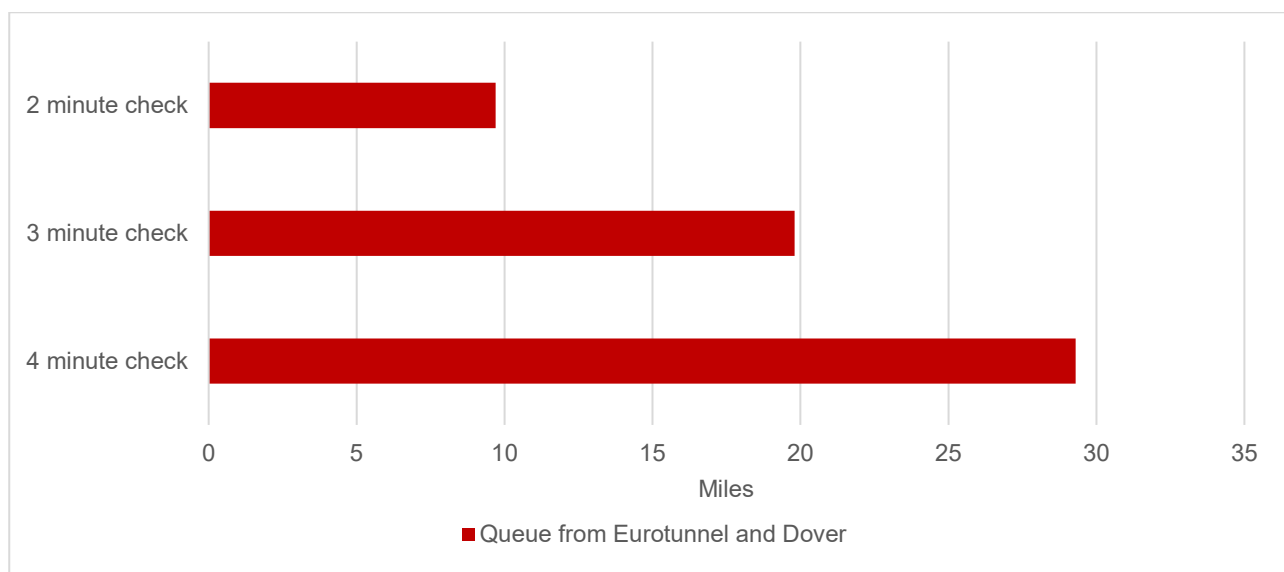 2 minute check
3 minute check
4 minute check
0 5 10 15 20 25 30 35
Miles
Queue from Eurotunnel and Dover